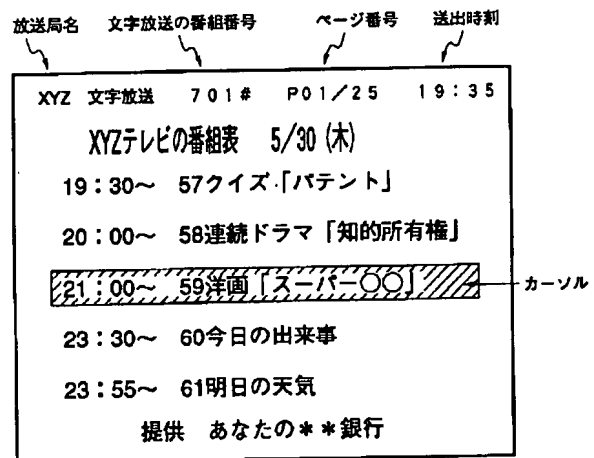 放送局名 文字放送の番組番号 ページ番号 送出時刻
XYZ 文字放送 701# P01/25 19:35
XYZテレビの番組表 5/30 (木)
19:30～ 57クイズ「パテント」
20:00～ 58連続ドラマ「知的所有権」
21:00～ 59洋画「スーパー○○」
カーソル
23:30～ 60今日の出来事
23:55～ 61明日の天気
提供 あなたの＊＊銀行